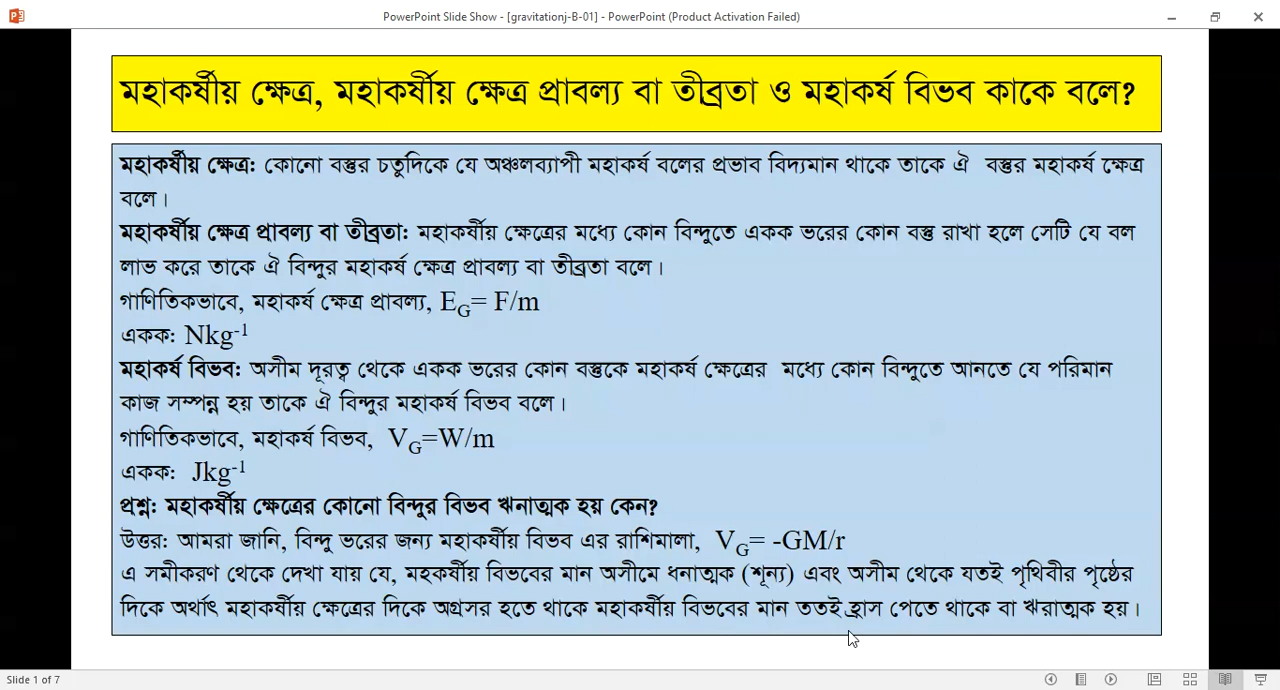 PowerPoint Slide Show - [gravitationj-B-01] - PowerPoint (Product Activation Failed)
মহাকর্ষীয় ক্ষেত্র, মহাকর্ষীয় ক্ষেত্র প্রাবল্য বা তীব্রতা ও মহাকর্ষ বিভব কাকে বলে?
মহাকর্ষীয় ক্ষেত্র: কোনো বস্তুর চতুর্দিকে যে অঞ্চলব্যাপী মহাকর্ষ বলের প্রভাব বিদ্যমান থাকে তাকে ঐ বস্তুর মহাকর্ষ ক্ষেত্র
বলে।
মহাকর্ষীয় ক্ষেত্র প্রাবল্য বা তীব্রতা: মহাকর্ষীয় ক্ষেত্রের মধ্যে কোন বিন্দুতে একক ভরের কোন বস্তু রাখা হলে সেটি যে বল
লাভ করে তাকে ঐ বিন্দুর মহাকর্ষ ক্ষেত্র প্রাবল্য বা তীব্রতা বলে।
গাণিতিকভাবে, মহাকর্ষ ক্ষেত্র প্রাবল্য, E_G= F/m
একক: Nkg⁻¹
মহাকর্ষ বিভব: অসীম দূরত্ব থেকে একক ভরের কোন বস্তুকে মহাকর্ষ ক্ষেত্রের মধ্যে কোন বিন্দুতে আনতে যে পরিমান
কাজ সম্পন্ন হয় তাকে ঐ বিন্দুর মহাকর্ষ বিভব বলে।
গাণিতিকভাবে, মহাকর্ষ বিভব, V_G=W/m
একক: Jkg⁻¹
প্রশ্ন: মহাকর্ষীয় ক্ষেত্রের কোনো বিন্দুর বিভব ঋনাত্মক হয় কেন?
উত্তর: আমরা জানি, বিন্দু ভরের জন্য মহাকর্ষীয় বিভব এর রাশিমালা, V_G= -GM/r
এ সমীকরণ থেকে দেখা যায় যে, মহকর্ষীয় বিভবের মান অসীমে ধনাত্মক (শূন্য) এবং অসীম থেকে যতই পৃথিবীর পৃষ্ঠের
দিকে অর্থাৎ মহাকর্ষীয় ক্ষেত্রের দিকে অগ্রসর হতে থাকে মহাকর্ষীয় বিভবের মান ততই হ্রাস পেতে থাকে বা ঋরাত্মক হয়।
Slide 1 of 7